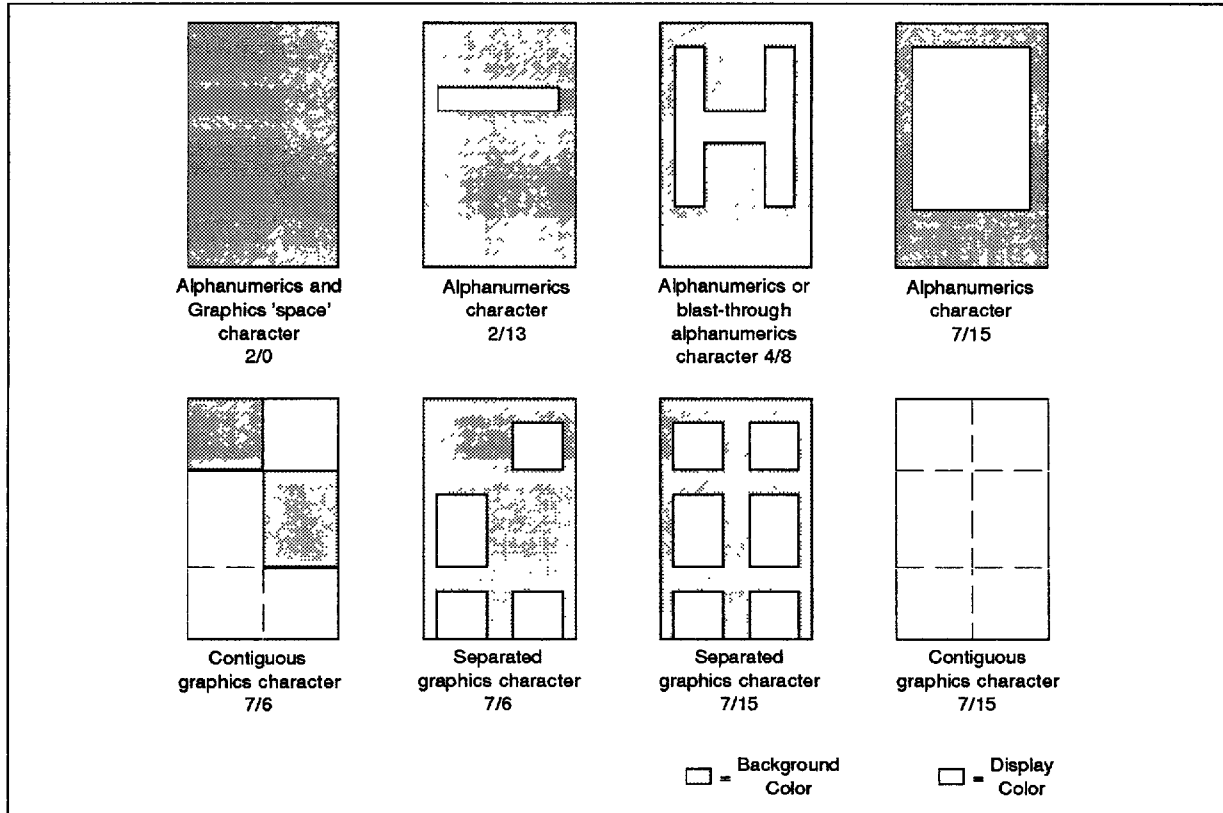 Alphanumerics and
Graphics 'space'
character
2/0
Alphanumerics
character
2/13
Alphanumerics or
blast-through
alphanumerics
character 4/8
Alphanumerics
character
7/15
Contiguous
graphics character
7/6
Separated
graphics character
7/6
Separated
graphics character
7/15
Contiguous
graphics character
7/15
= Background
Color
= Display
Color